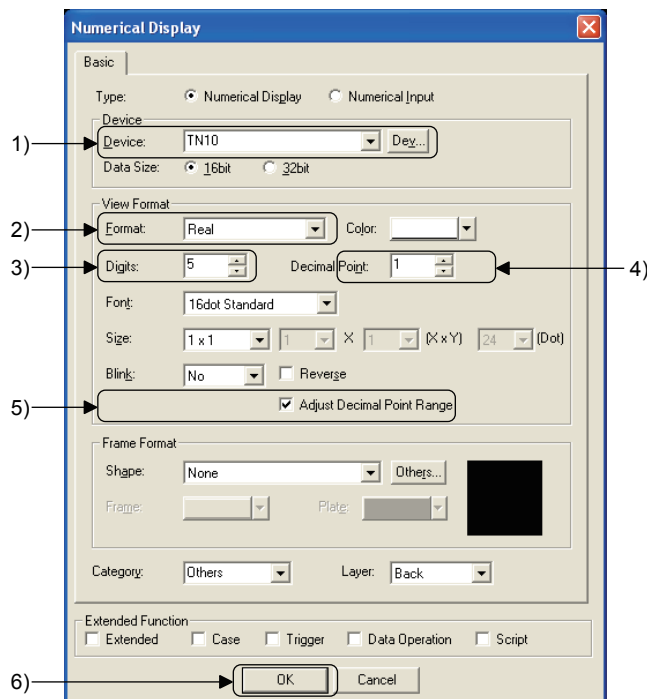 Numerical Display
Basic
Type: Numerical Display Numerical Input
Device
1) Device: TN10 Dev...
Data Size: 16bit 32bit
View Format
2) Format: Real Color:
3) Digits: 5 Decimal Point: 1 4)
Font: 16dot Standard
Size: 1 x 1 1 X 1 (X x Y) 24 (Dot)
Blink: No Reverse
5) Adjust Decimal Point Range
Frame Format
Shape: None Others...
Frame: Plate:
Category: Others Layer: Back
Extended Function
Extended Case Trigger Data Operation Script
6) OK Cancel